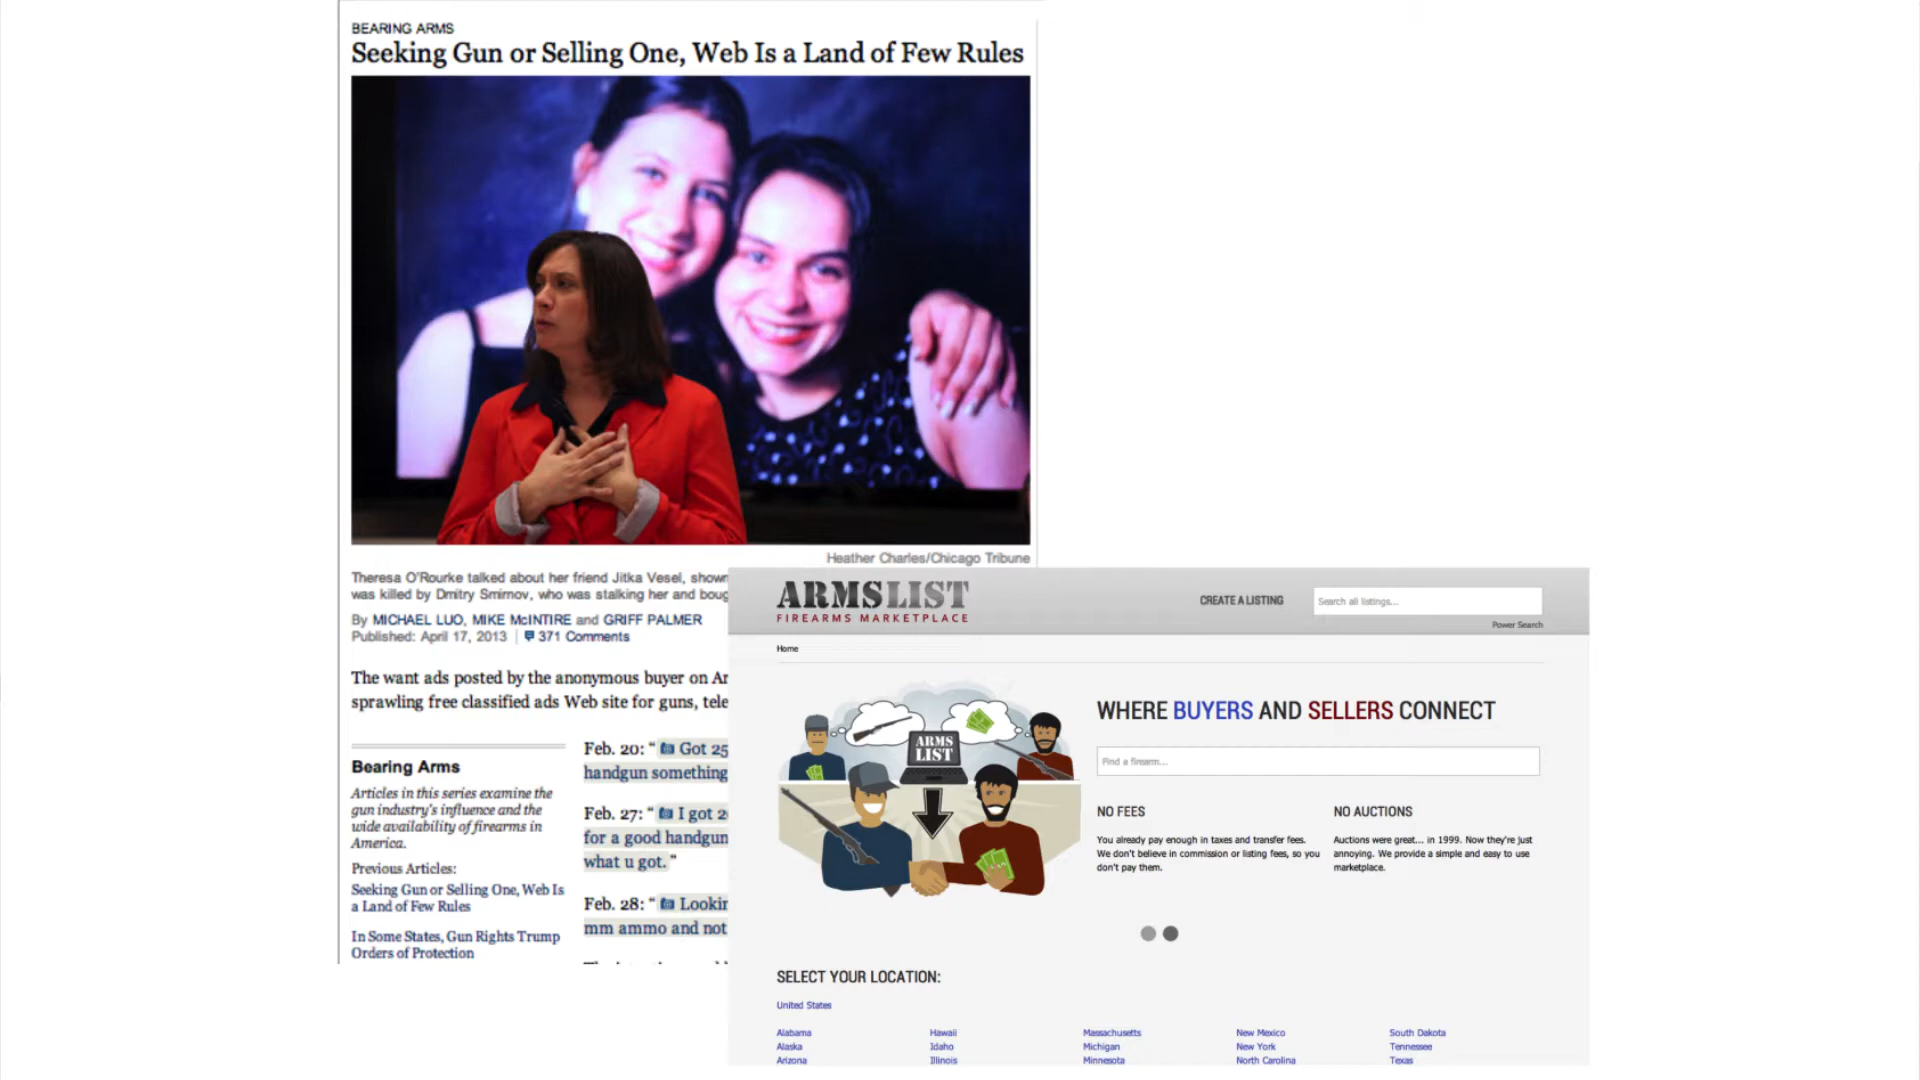 BEARING ARMS
Seeking Gun or Selling One, Web Is a Land of Few Rules
Heather Charles/Chicago Tribune
Theresa O'Rourke talked about her friend Jitka Vesel, shown
was killed by Dmitry Smirnov, who was stalking her and boug
By MICHAEL LUO, MIKE McINTIRE and GRIFF PALMER
Published: April 17, 2013 | 371 Comments
The want ads posted by the anonymous buyer on Ar
sprawling free classified ads Web site for guns, tele
Bearing Arms
Articles in this series examine the
gun industry's influence and the
wide availability of firearms in
America.
Previous Articles:
Seeking Gun or Selling One, Web Is
a Land of Few Rules
In Some States, Gun Rights Trump
Orders of Protection
Feb. 20: " Got 25
handgun something
Feb. 27: " I got 2
for a good handgun
what u got."
Feb. 28: " Lookin
mm ammo and not
ARMSLIST
FIREARMS MARKETPLACE
CREATE A LISTING
Search all listings...
Power Search
Home
ARMS
LIST
WHERE BUYERS AND SELLERS CONNECT
Find a firearm...
NO FEES
You already pay enough in taxes and transfer fees.
We don't believe in commission or listing fees, so you
don't pay them.
NO AUCTIONS
Auctions were great... in 1999. Now they're just
annoying. We provide a simple and easy to use
marketplace.
SELECT YOUR LOCATION:
United States
Alabama
Alaska
Arizona
Hawaii
Idaho
Illinois
Massachusetts
Michigan
Minnesota
New Mexico
New York
North Carolina
South Dakota
Tennessee
Texas